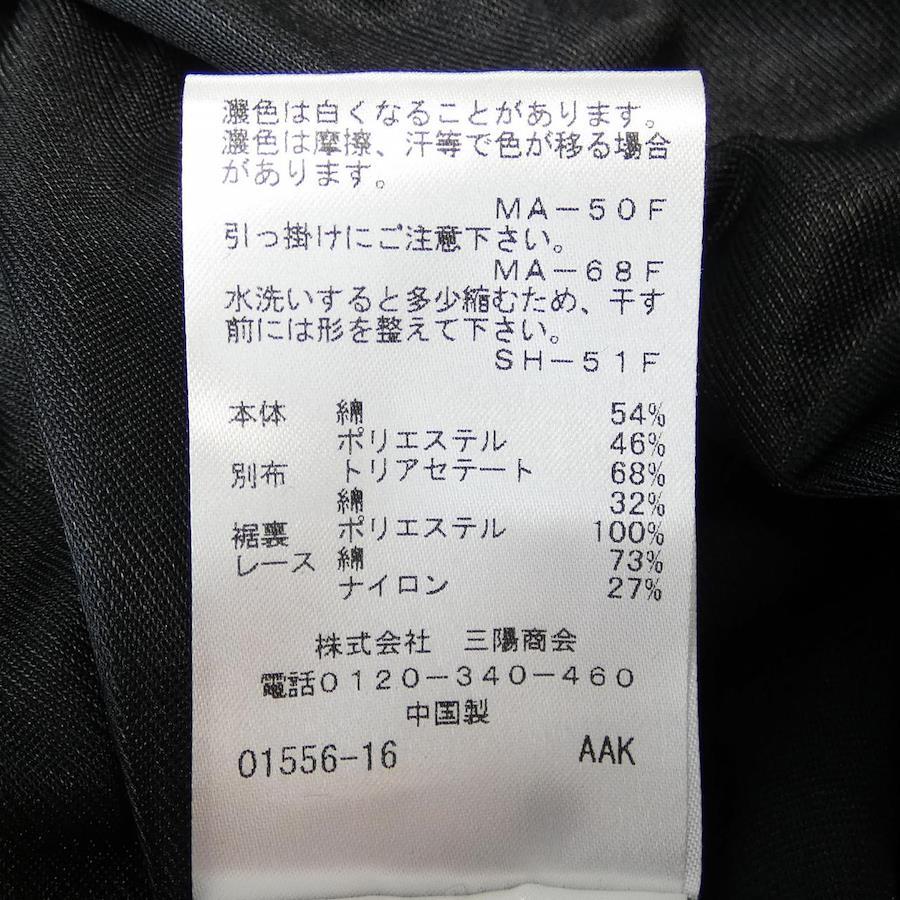 濃色は白くなることがあります。
濃色は摩擦、汗等で色が移る場合
があります。
MA-50F
引っ掛けにご注意下さい。
MA-68F
水洗いすると多少縮むため、干す
前には形を整えて下さい。
SH-51F
本体 綿 54%
ポリエステル 46%
別布 トリアセテート 68%
綿 32%
裾裏 ポリエステル 100%
レース 綿 73%
ナイロン 27%
株式会社 三陽商会
電話0120-340-460
中国製
01556-16 AAK